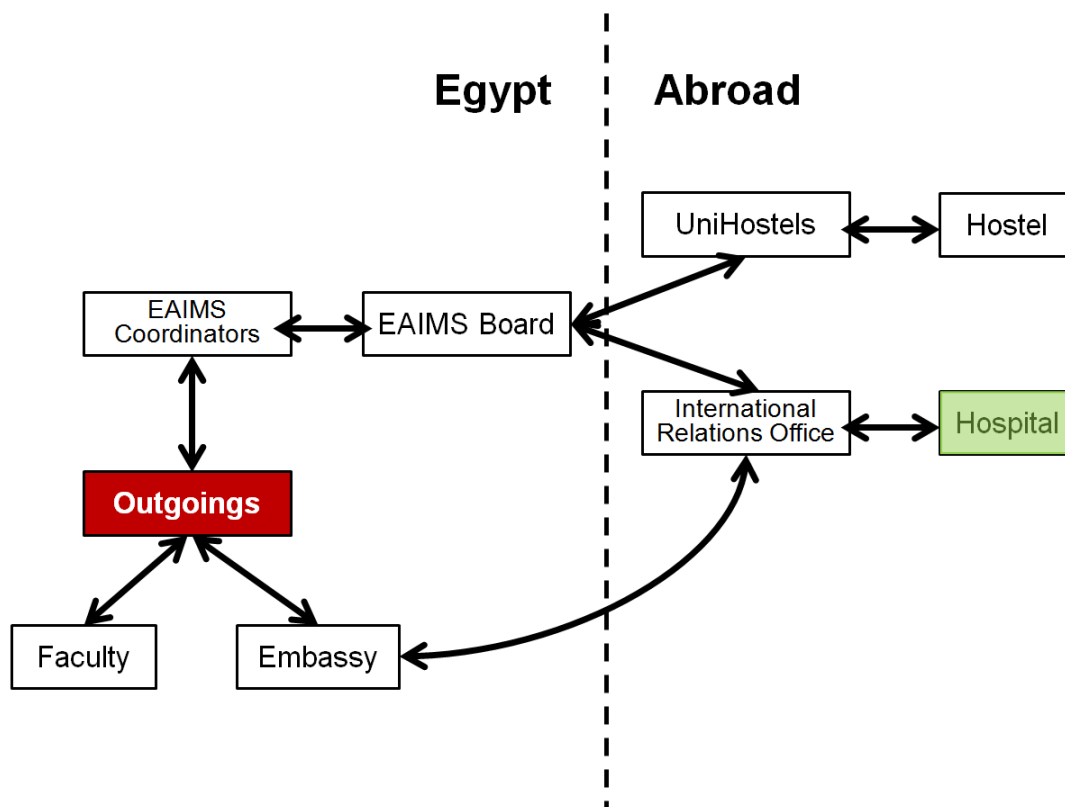 Egypt
Abroad
UniHostels
Hostel
EAIMS
Coordinators
EAIMS Board
International
Relations Office
Hospital
Outgoings
Faculty
Embassy